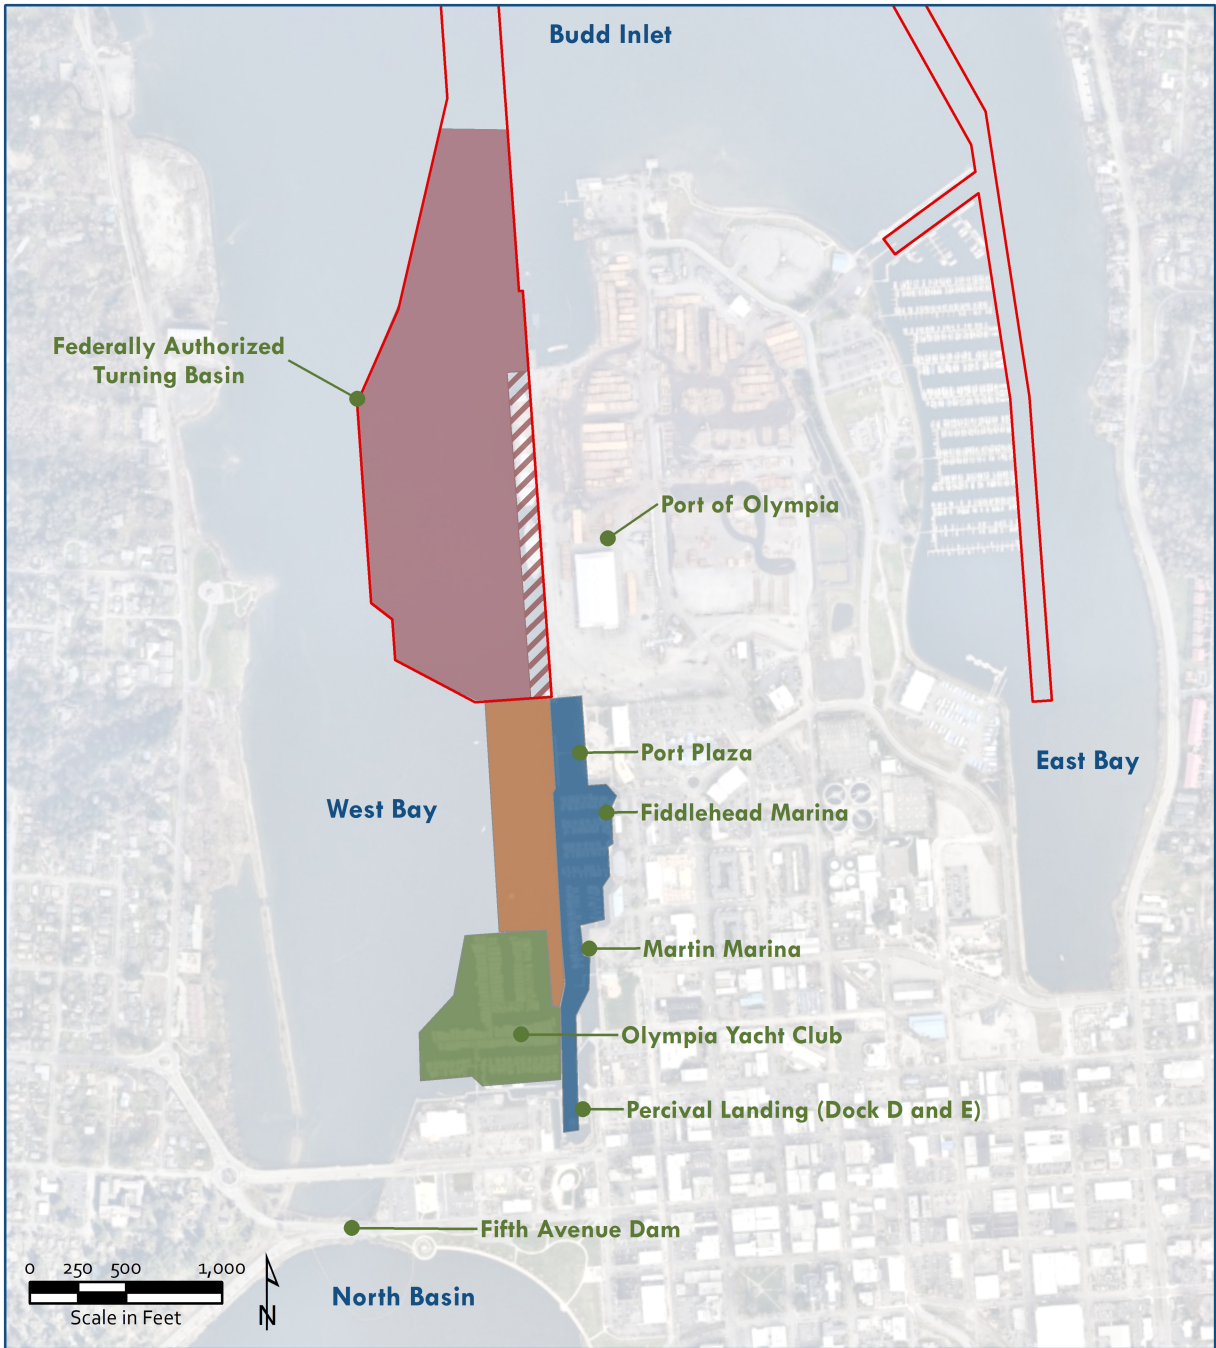 Budd Inlet
Federally Authorized
Turning Basin
Port of Olympia
Port Plaza
East Bay
West Bay
Fiddlehead Marina
Martin Marina
Olympia Yacht Club
Percival Landing (Dock D and E)
Fifth Avenue Dam
0 250 500 1,000
Scale in Feet
N
North Basin